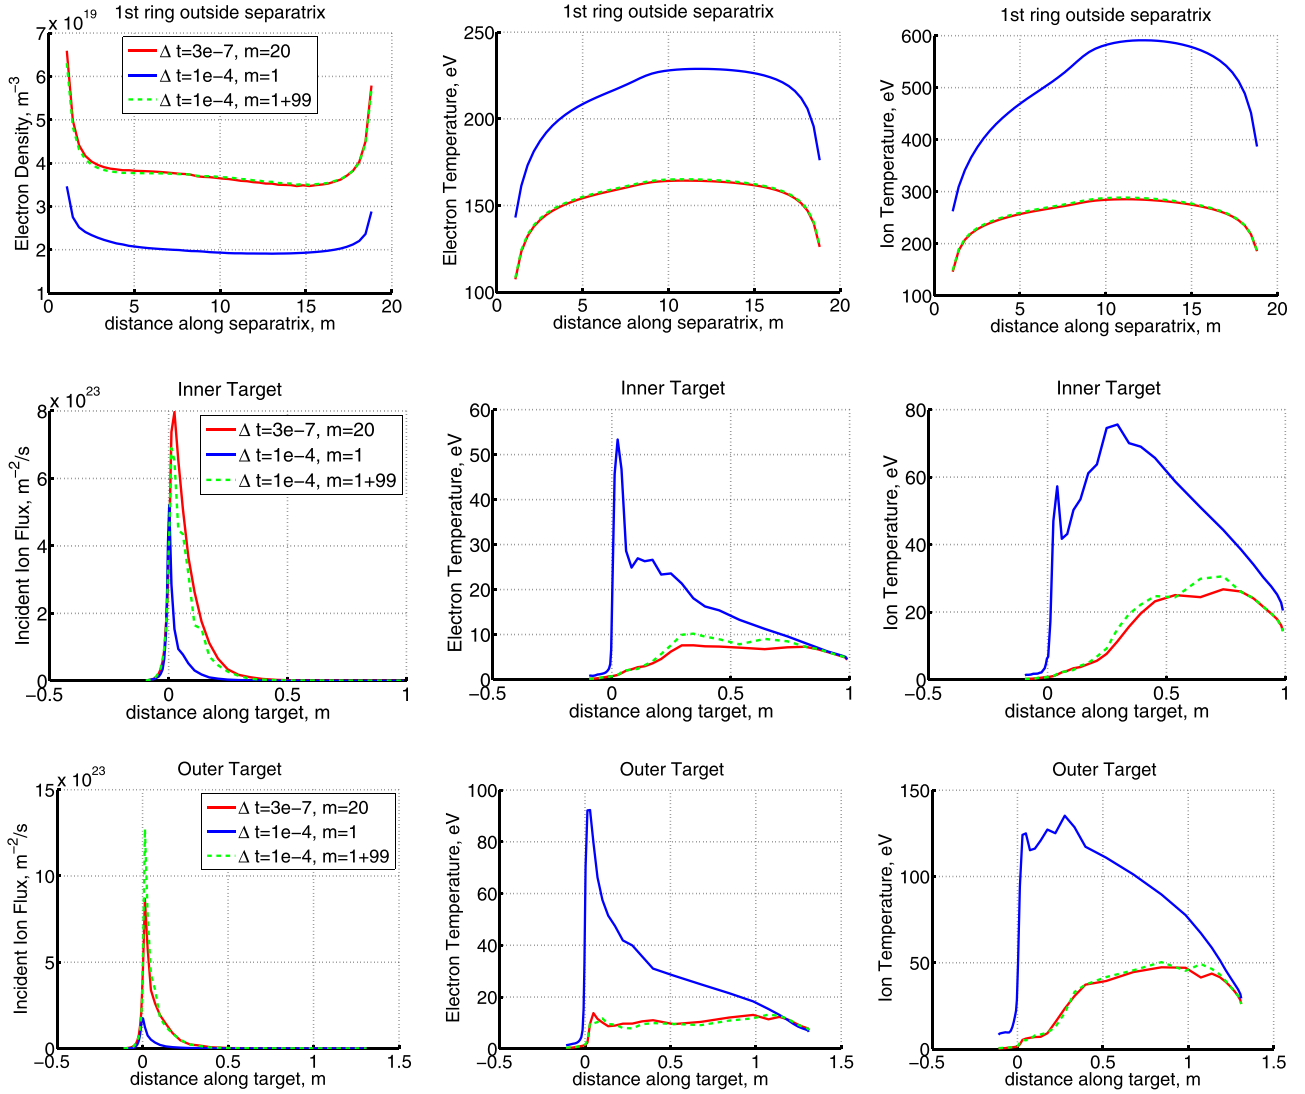 x 10^19
1st ring outside separatrix
Electron Density, m^−3
7
6
5
4
3
2
1
Δ t=3e−7, m=20
Δ t=1e−4, m=1
Δ t=1e−4, m=1+99
0 5 10 15 20
distance along separatrix, m
1st ring outside separatrix
Electron Temperature, eV
250
200
150
100
0 5 10 15 20
distance along separatrix, m
1st ring outside separatrix
Ion Temperature, eV
600
500
400
300
200
100
0 5 10 15 20
distance along separatrix, m
x 10^23
Inner Target
Incident Ion Flux, m^−2/s
8
6
4
2
0
Δ t=3e−7, m=20
Δ t=1e−4, m=1
Δ t=1e−4, m=1+99
−0.5 0 0.5 1
distance along target, m
Inner Target
Electron Temperature, eV
60
50
40
30
20
10
0
−0.5 0 0.5 1
distance along target, m
Inner Target
Ion Temperature, eV
80
60
40
20
0
−0.5 0 0.5 1
distance along target, m
x 10^23
Outer Target
Incident Ion Flux, m^−2/s
15
10
5
0
Δ t=3e−7, m=20
Δ t=1e−4, m=1
Δ t=1e−4, m=1+99
−0.5 0 0.5 1 1.5
distance along target, m
Outer Target
Electron Temperature, eV
100
80
60
40
20
0
−0.5 0 0.5 1 1.5
distance along target, m
Outer Target
Ion Temperature, eV
150
100
50
0
−0.5 0 0.5 1 1.5
distance along target, m